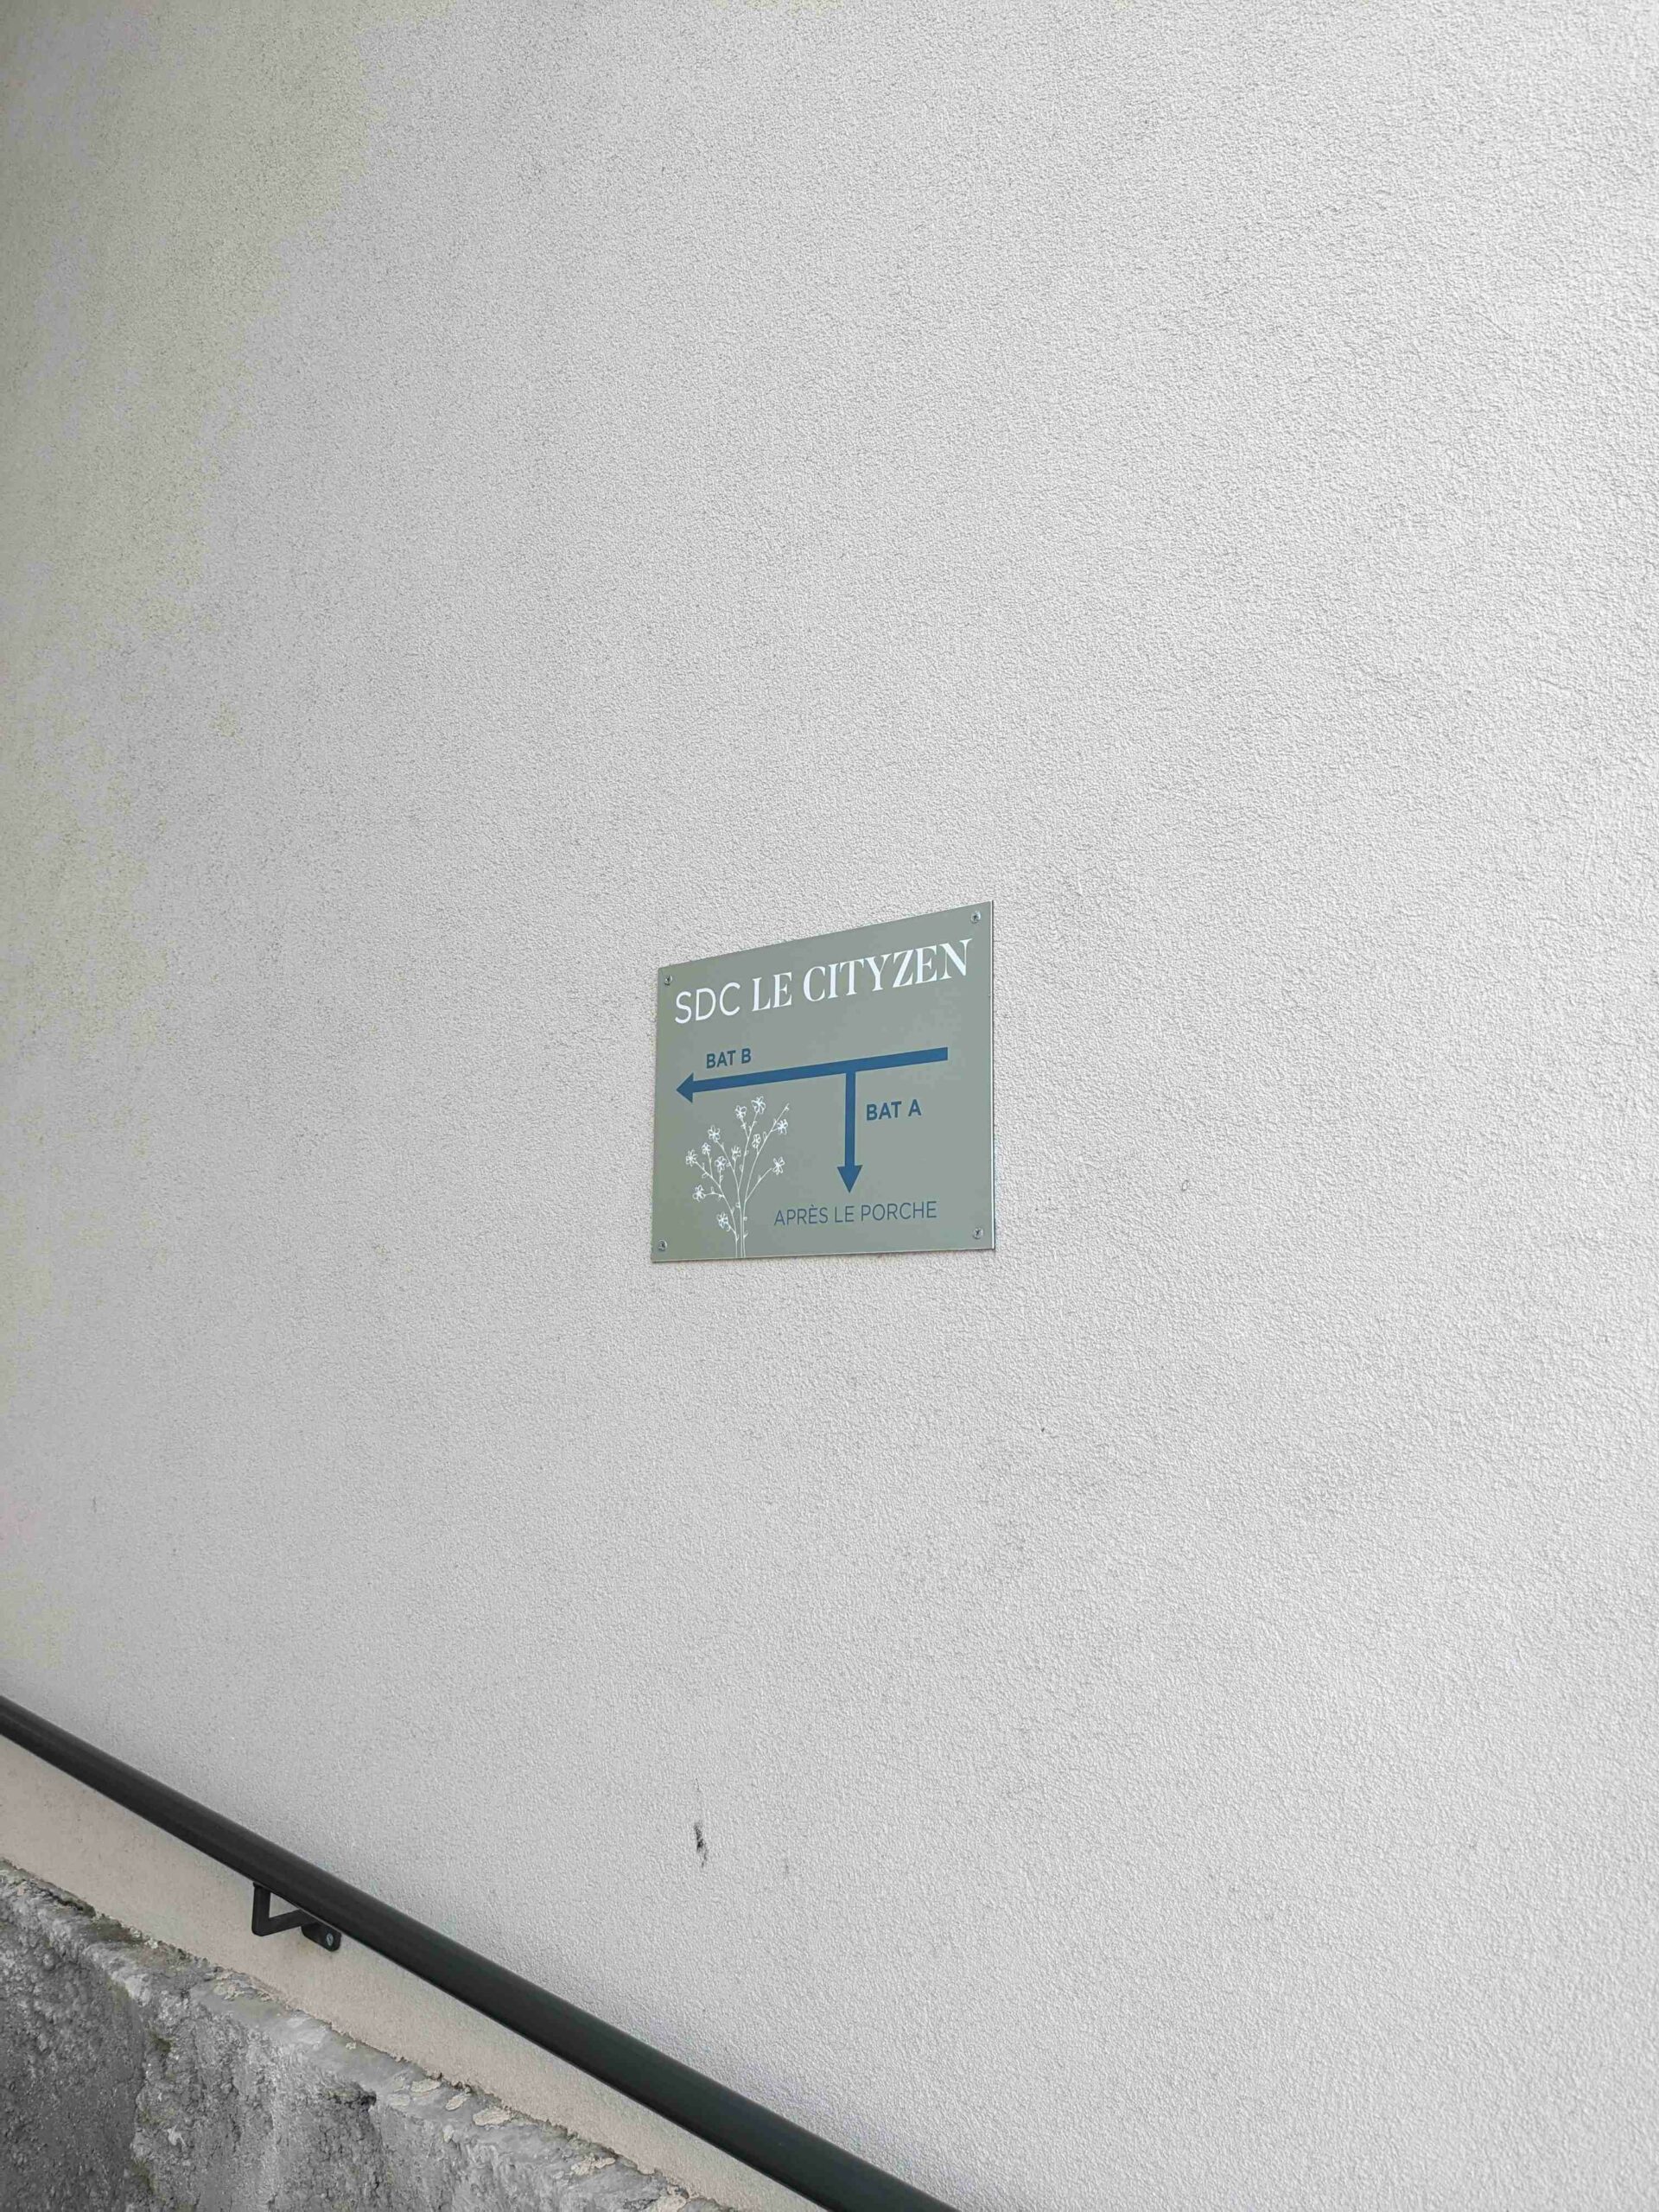 SDC LE CITYZEN
BAT B
BAT A
APRÈS LE PORCHE